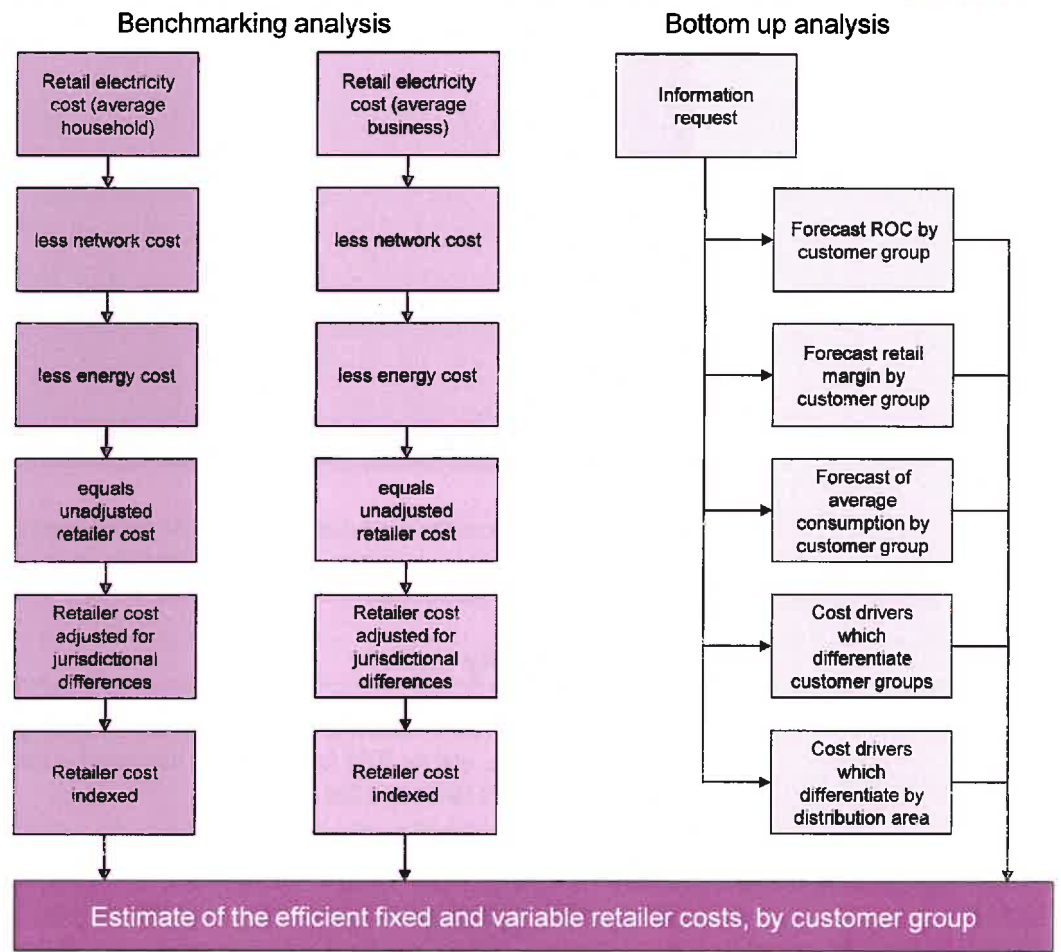 Benchmarking analysis
Retail electricity
cost (average
household)
less network cost
less energy cost
equals
unadjusted
retailer cost
Retailer cost
adjusted for
jurisdictional
differences
Retailer cost
indexed
Retail electricity
cost (average
business)
less network cost
less energy cost
equals
unadjusted
retailer cost
Retailer cost
adjusted for
jurisdictional
differences
Retailer cost
indexed
Bottom up analysis
Information
request
Forecast ROC by
customer group
Forecast retail
margin by
customer group
Forecast of
average
consumption by
customer group
Cost drivers
which
differentiate
customer groups
Cost drivers
which
differentiate by
distribution area
Estimate of the efficient fixed and variable retailer costs, by customer group